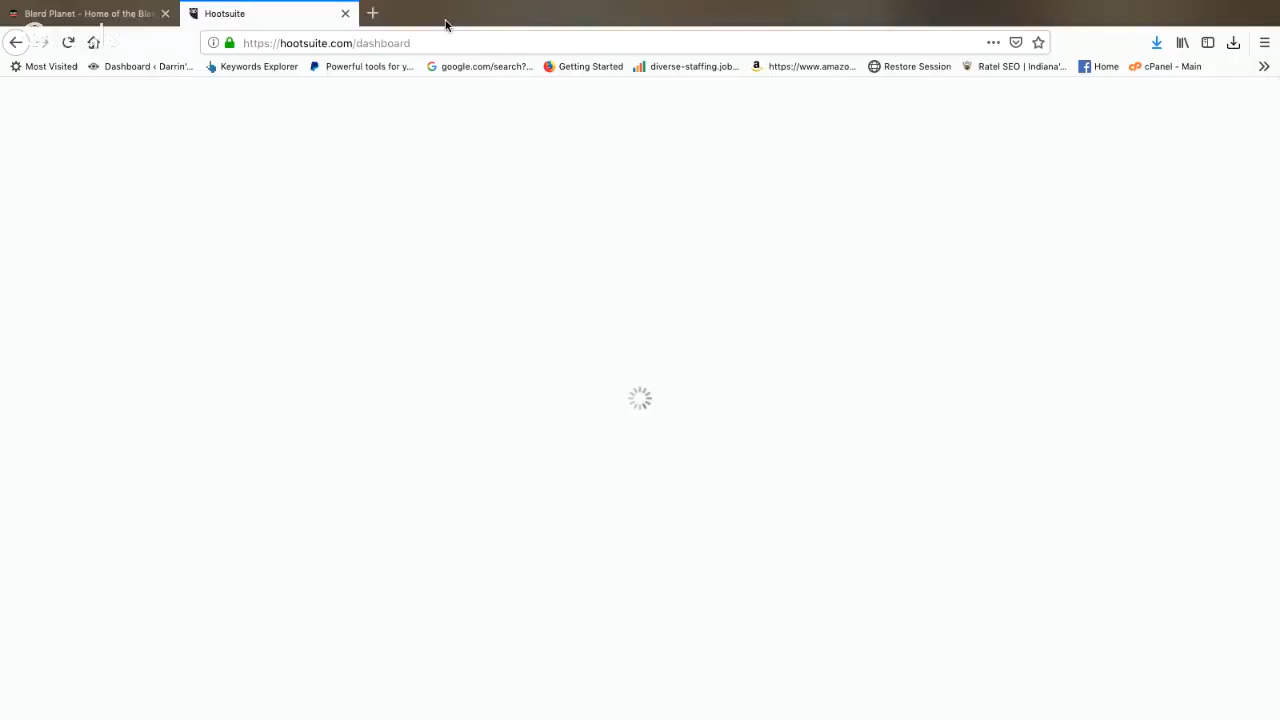 Blerd Planet - Home of the Bla
Hootsuite
https://hootsuite.com/dashboard
Most Visited
Dashboard ‹ Darrin'...
Keywords Explorer
Powerful tools for y...
google.com/search?...
Getting Started
diverse-staffing.job...
https://www.amazo...
Restore Session
Ratel SEO | Indiana'...
Home
cPanel - Main